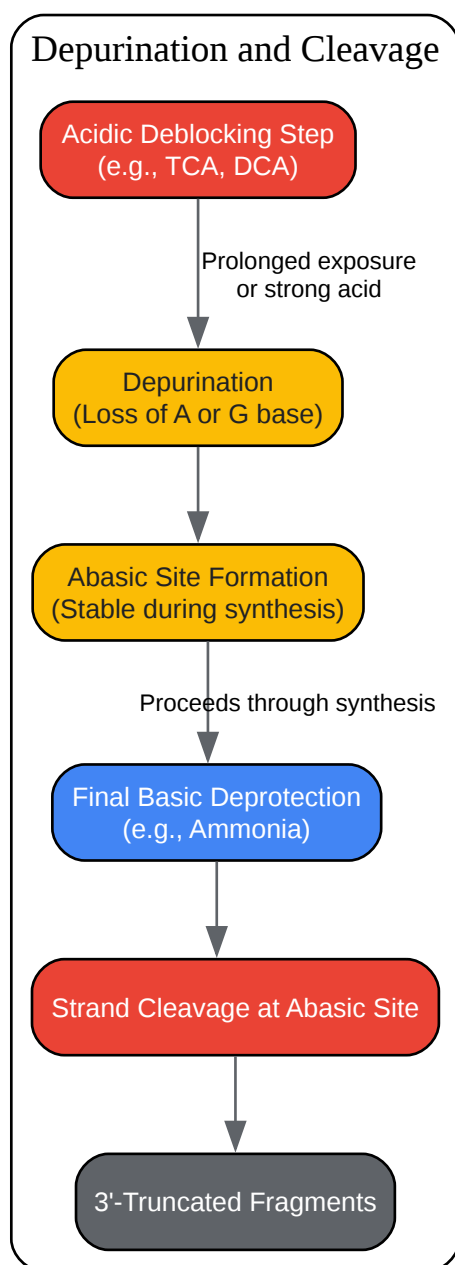 Depurination and Cleavage
Acidic Deblocking Step
(e.g., TCA, DCA)
Prolonged exposure
or strong acid
Depurination
(Loss of A or G base)
Abasic Site Formation
(Stable during synthesis)
Proceeds through synthesis
Final Basic Deprotection
(e.g., Ammonia)
Strand Cleavage at Abasic Site
3'-Truncated Fragments